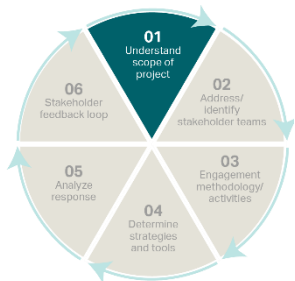 01
Understand
scope of
project
02
Address/
identify
stakeholder teams
03
Engagement
methodology/
activities
04
Determine
strategies
and tools
05
Analyze
response
06
Stakeholder
feedback loop